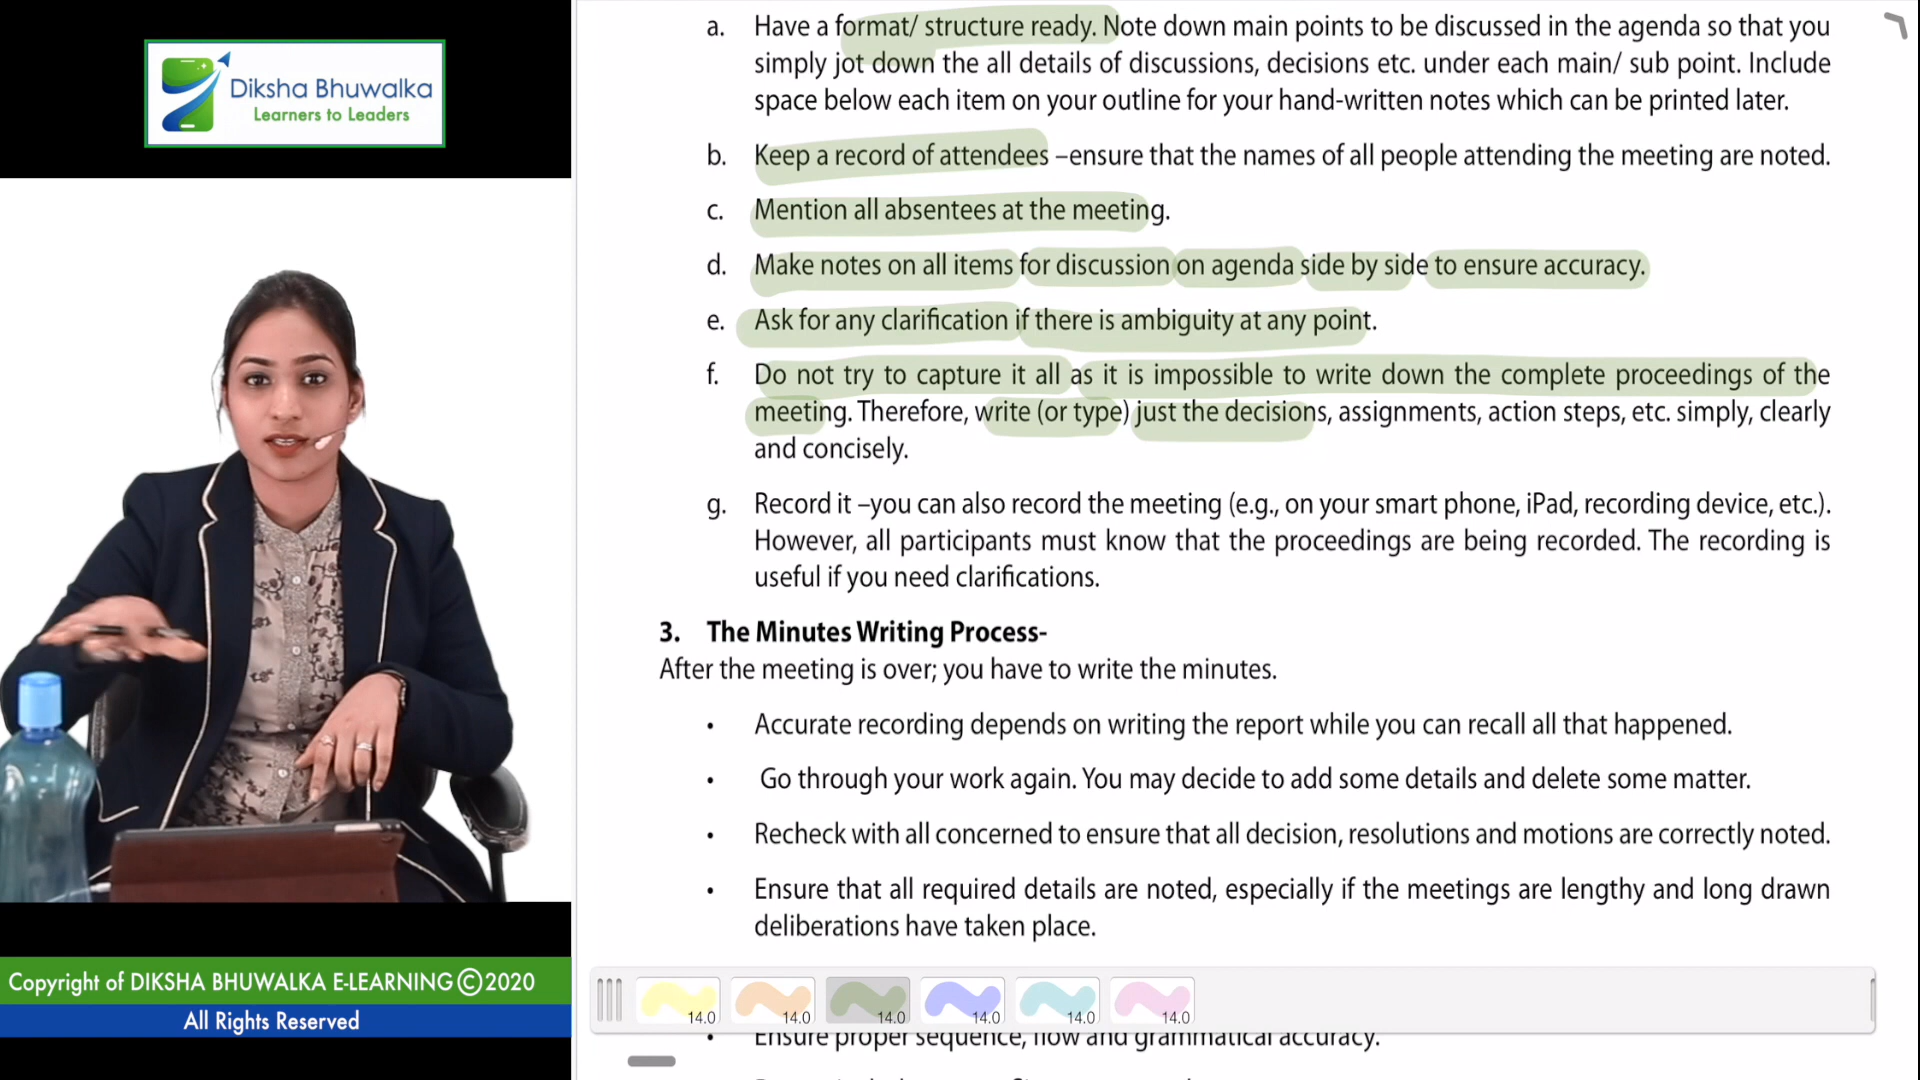 Diksha Bhuwalka
Learners to Leaders
Copyright of DIKSHA BHUWALKA E-LEARNING©2020
All Rights Reserved
a. Have a format/ structure ready. Note down main points to be discussed in the agenda so that you
simply jot down the all details of discussions, decisions etc. under each main/ sub point. Include
space below each item on your outline for your hand-written notes which can be printed later.
b. Keep a record of attendees –ensure that the names of all people attending the meeting are noted.
c. Mention all absentees at the meeting.
d. Make notes on all items for discussion on agenda side by side to ensure accuracy.
e. Ask for any clarification if there is ambiguity at any point.
f. Do not try to capture it all as it is impossible to write down the complete proceedings of the
meeting. Therefore, write (or type) just the decisions, assignments, action steps, etc. simply, clearly
and concisely.
g. Record it –you can also record the meeting (e.g., on your smart phone, iPad, recording device, etc.).
However, all participants must know that the proceedings are being recorded. The recording is
useful if you need clarifications.
3. The Minutes Writing Process-
After the meeting is over; you have to write the minutes.
• Accurate recording depends on writing the report while you can recall all that happened.
• Go through your work again. You may decide to add some details and delete some matter.
• Recheck with all concerned to ensure that all decision, resolutions and motions are correctly noted.
• Ensure that all required details are noted, especially if the meetings are lengthy and long drawn
deliberations have taken place.
14.0 14.0 14.0 14.0 14.0 14.0
• Ensure proper sequence, flow and grammatical accuracy.